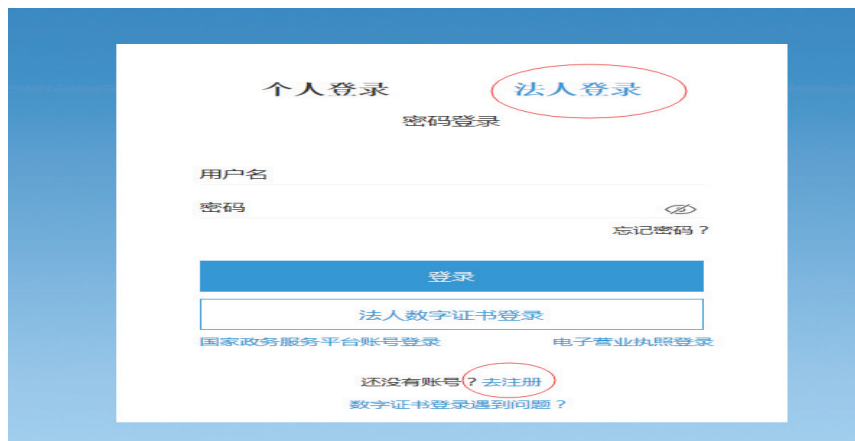 个人登录 法人登录
密码登录
用户名
密码
忘记密码？
登录
法人数字证书登录
国家政务服务平台账号登录 电子营业执照登录
还没有账号？去注册
数字证书登录遇到问题？